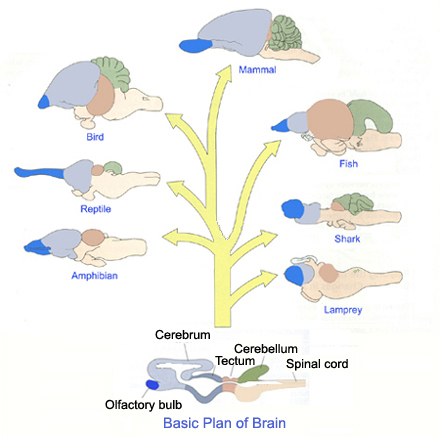 Mammal
Bird
Fish
Reptile
Shark
Amphibian
Lamprey
Cerebrum
Cerebellum
Tectum
Spinal cord
Olfactory bulb
Basic Plan of Brain